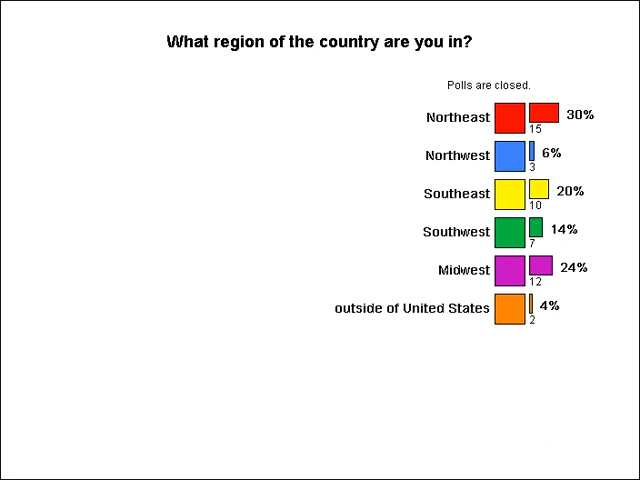 What region of the country are you in?
Polls are closed.
Northeast 30%
15
Northwest 6%
3
Southeast 20%
10
Southwest 14%
7
Midwest 24%
12
outside of United States 4%
2